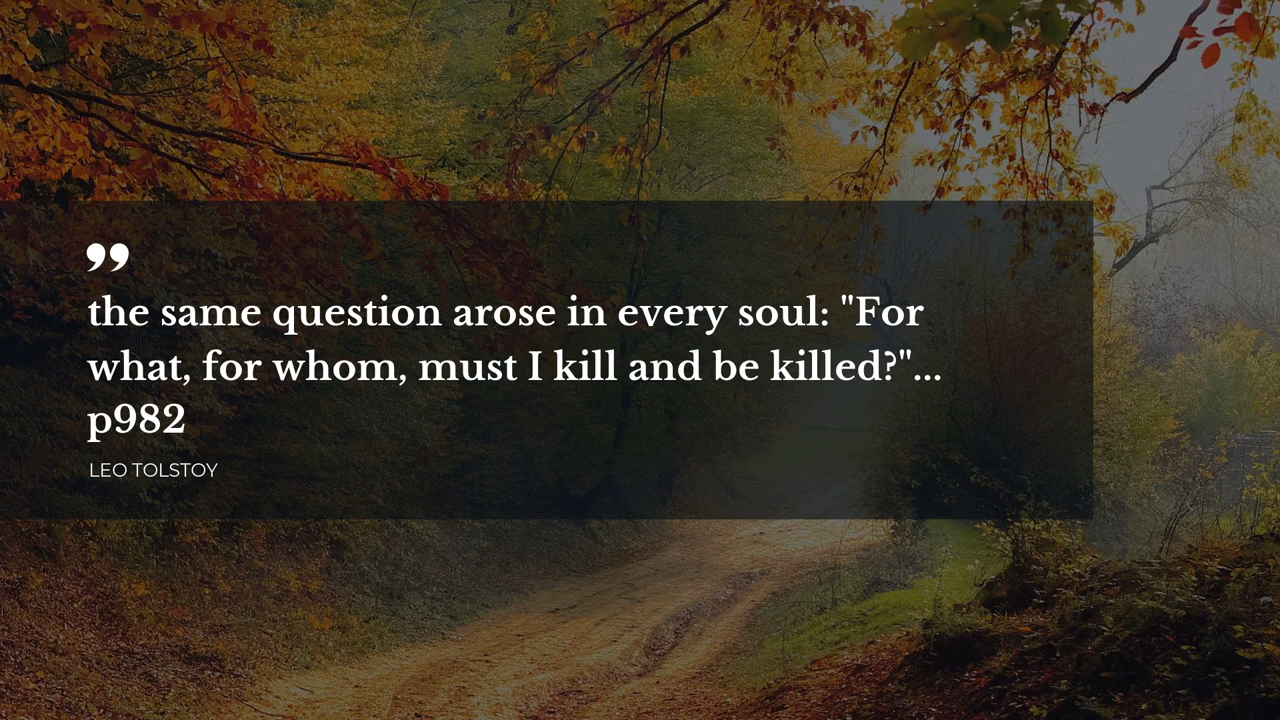 ”
the same question arose in every soul: "For
what, for whom, must I kill and be killed?"...
p982
LEO TOLSTOY